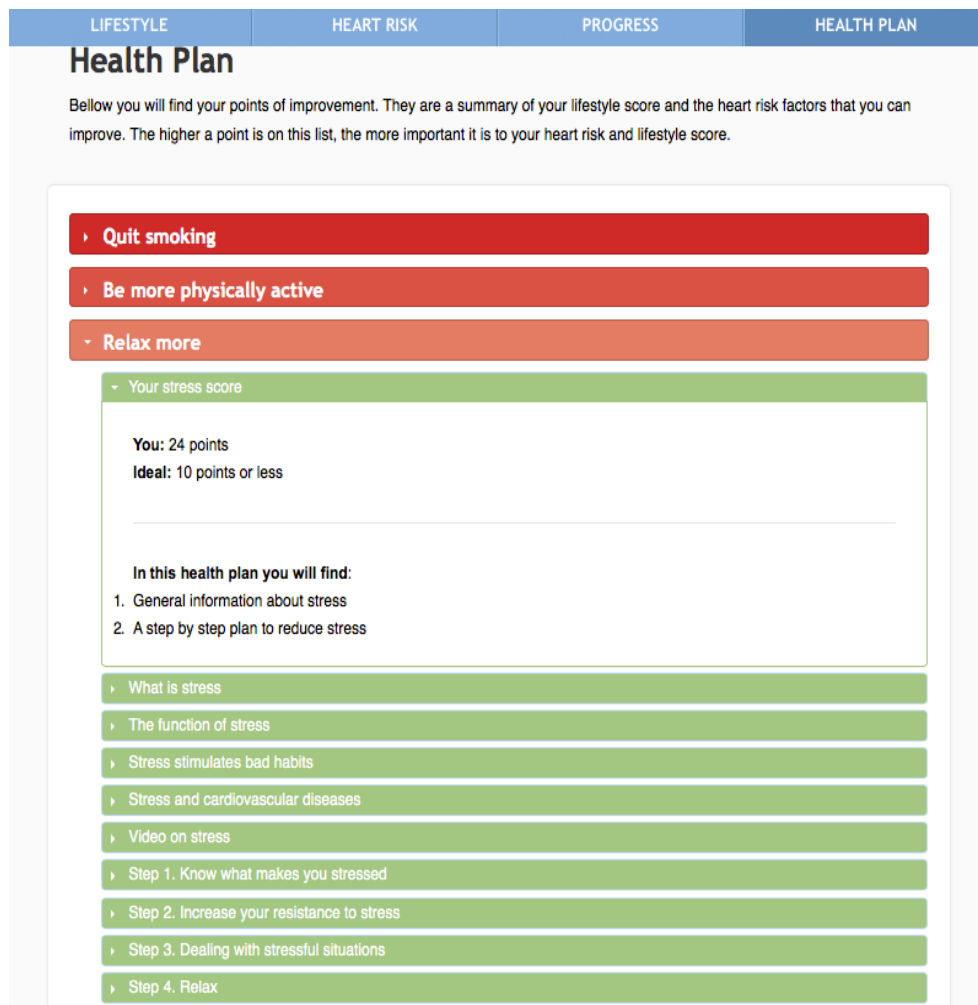 LIFESTYLE HEART RISK PROGRESS HEALTH PLAN
Health Plan
Bellow you will find your points of improvement. They are a summary of your lifestyle score and the heart risk factors that you can
improve. The higher a point is on this list, the more important it is to your heart risk and lifestyle score.
Quit smoking
Be more physically active
Relax more
Your stress score
You: 24 points
Ideal: 10 points or less
In this health plan you will find:
1. General information about stress
2. A step by step plan to reduce stress
What is stress
The function of stress
Stress stimulates bad habits
Stress and cardiovascular diseases
Video on stress
Step 1. Know what makes you stressed
Step 2. Increase your resistance to stress
Step 3. Dealing with stressful situations
Step 4. Relax